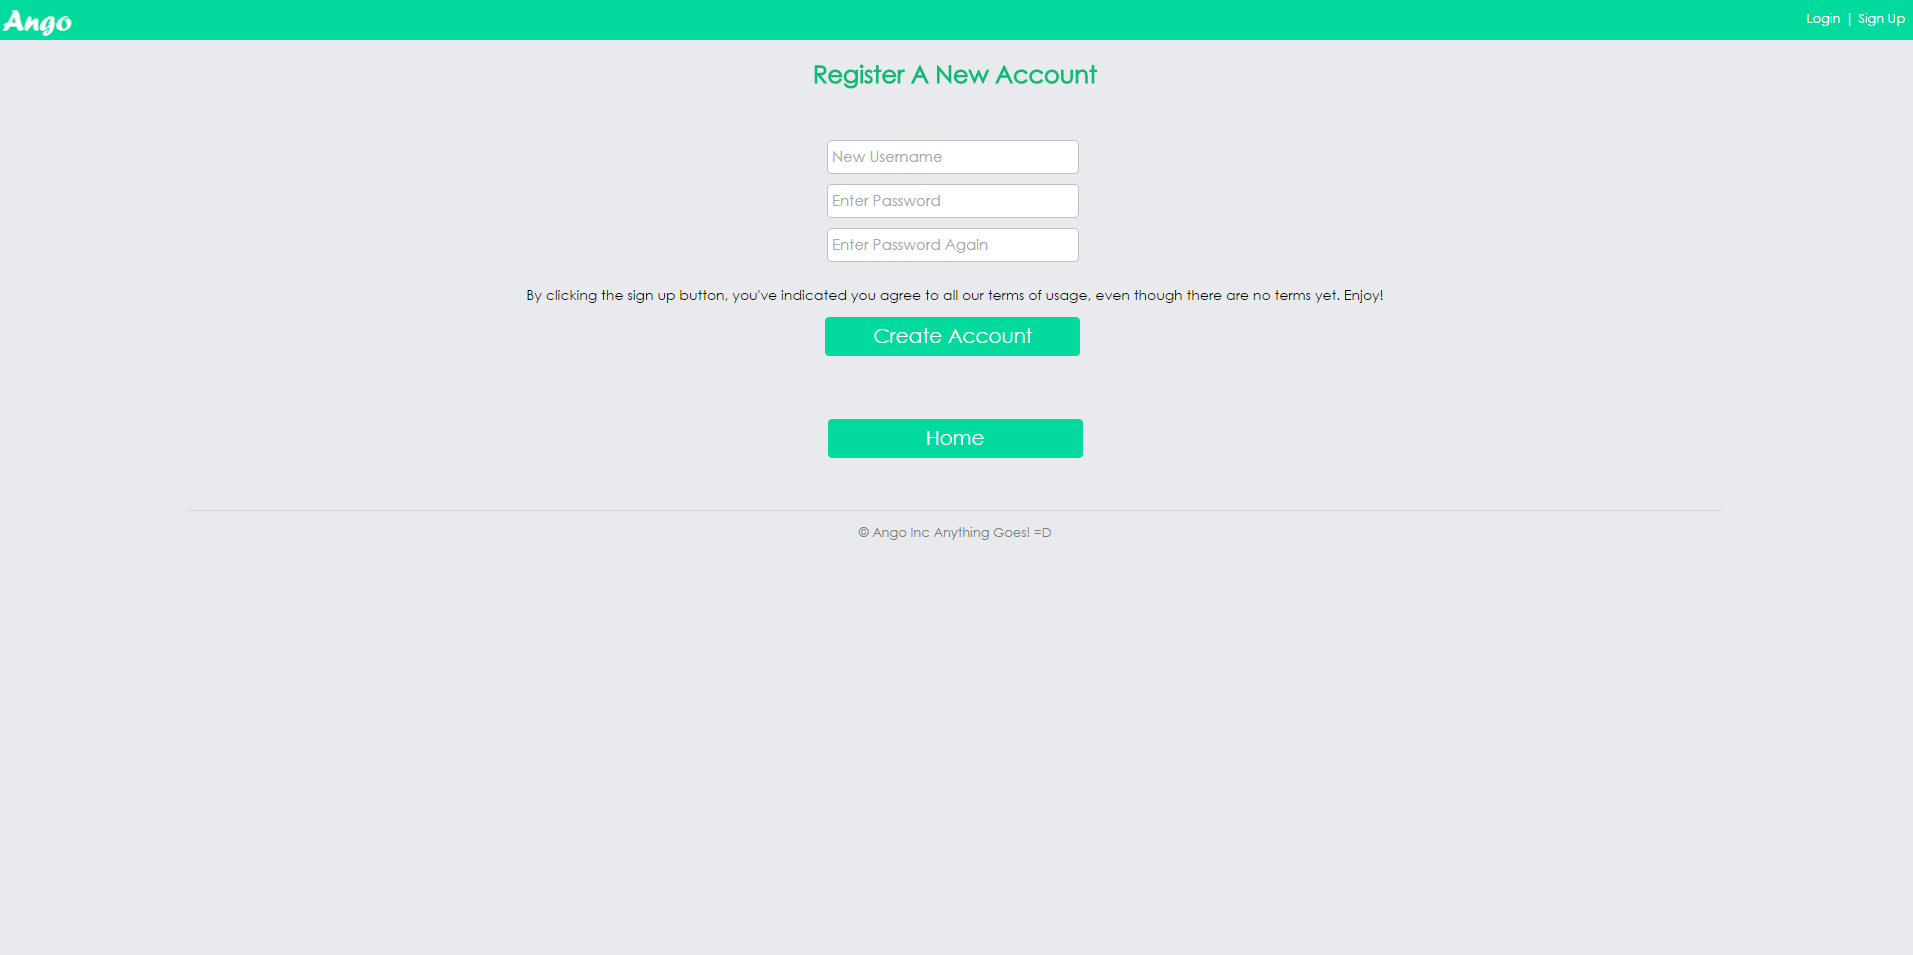 Ango
Login | Sign Up
Register A New Account
New Username
Enter Password
Enter Password Again
By clicking the sign up button, you've indicated you agree to all our terms of usage, even though there are no terms yet. Enjoy!
Create Account
Home
© Ango Inc Anything Goes! =D